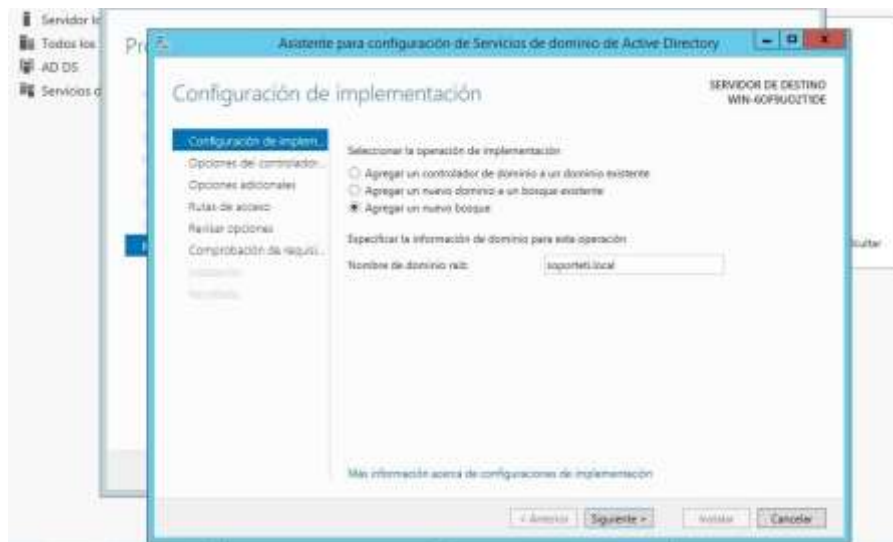 Servidor lo
Todos los
AD DS
Servicios d
Pr
Asistente para configuración de Servicios de dominio de Active Directory
Configuración de implementación
SERVIDOR DE DESTINO
WIN-6OF9UO2T1DE
Configuración de implem...
Opciones del controlador...
Opciones adicionales
Rutas de acceso
Revisar opciones
Comprobación de requisi...
Instalación
Resultados
Seleccionar la operación de implementación
Agregar un controlador de dominio a un dominio existente
Agregar un nuevo dominio a un bosque existente
Agregar un nuevo bosque
Especificar la información de dominio para esta operación
Nombre de dominio raíz: soporteti.local
Más información acerca de configuraciones de implementación
< Anterior Siguiente > Instalar Cancelar
ocultar